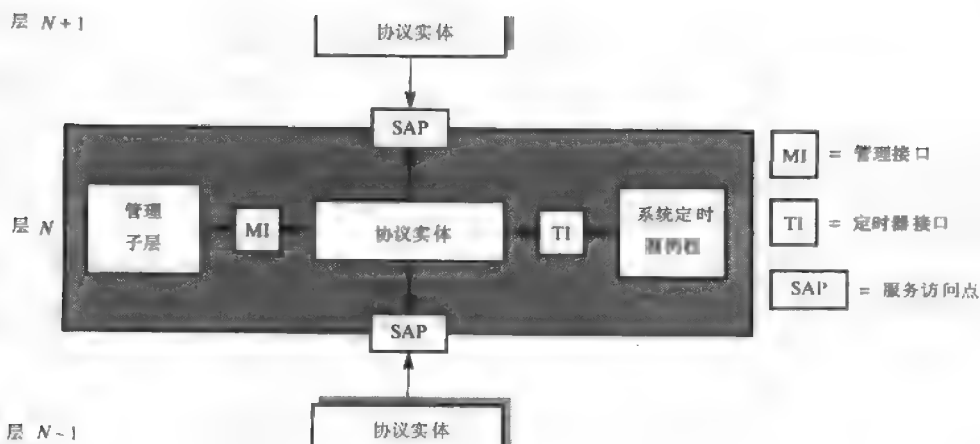 层 N+1
协议实体
SAP
MI = 管理接口
管理
子层
层 N
MI
协议实体
TI
系统定时
TI = 定时器接口
SAP = 服务访问点
SAP
层 N-1
协议实体